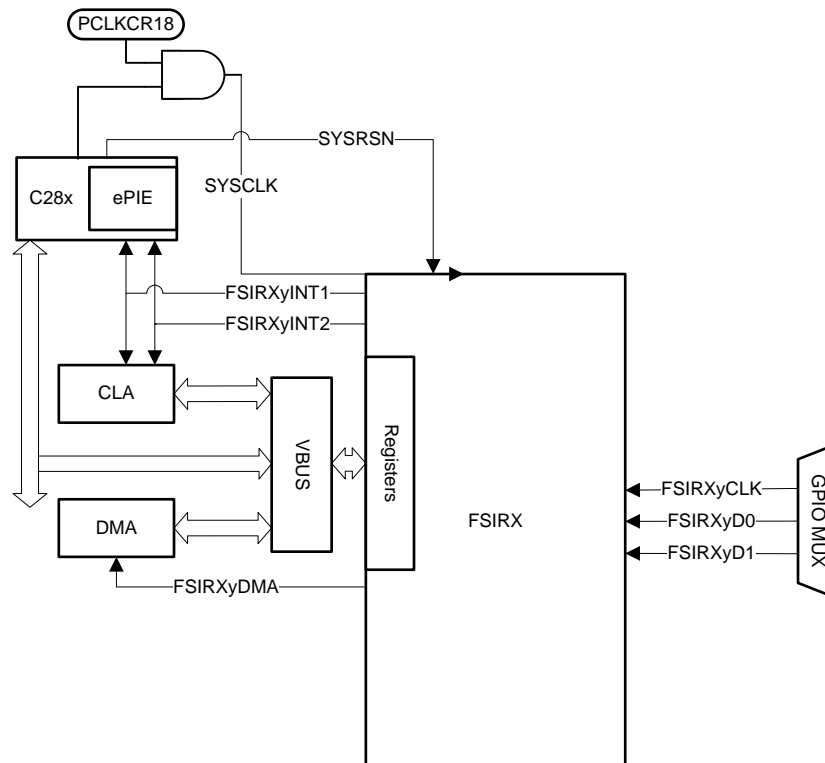 PCLKCR18
SYSRSN
C28x
ePIE
SYSCLK
FSIRXyINT1
FSIRXyINT2
CLA
VBUS
Registers
FSIRX
FSIRXyCLK
FSIRXyD0
FSIRXyD1
GPIO MUX
DMA
FSIRXyDMA